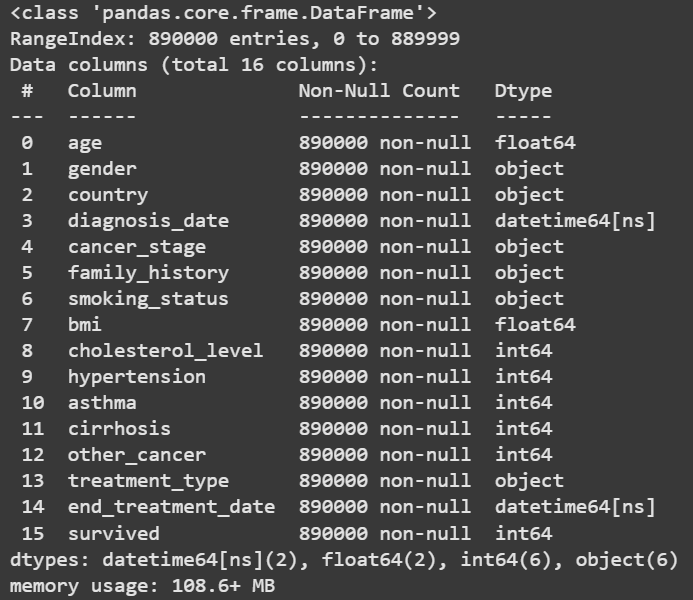 <class 'pandas.core.frame.DataFrame'>
RangeIndex: 890000 entries, 0 to 889999
Data columns (total 16 columns):
 #   Column              Non-Null Count   Dtype
---  ------              --------------   -----
 0   age                 890000 non-null  float64
 1   gender              890000 non-null  object
 2   country             890000 non-null  object
 3   diagnosis_date      890000 non-null  datetime64[ns]
 4   cancer_stage        890000 non-null  object
 5   family_history      890000 non-null  object
 6   smoking_status      890000 non-null  object
 7   bmi                 890000 non-null  float64
 8   cholesterol_level   890000 non-null  int64
 9   hypertension        890000 non-null  int64
 10  asthma              890000 non-null  int64
 11  cirrhosis           890000 non-null  int64
 12  other_cancer        890000 non-null  int64
 13  treatment_type      890000 non-null  object
 14  end_treatment_date  890000 non-null  datetime64[ns]
 15  survived            890000 non-null  int64
dtypes: datetime64[ns](2), float64(2), int64(6), object(6)
memory usage: 108.6+ MB